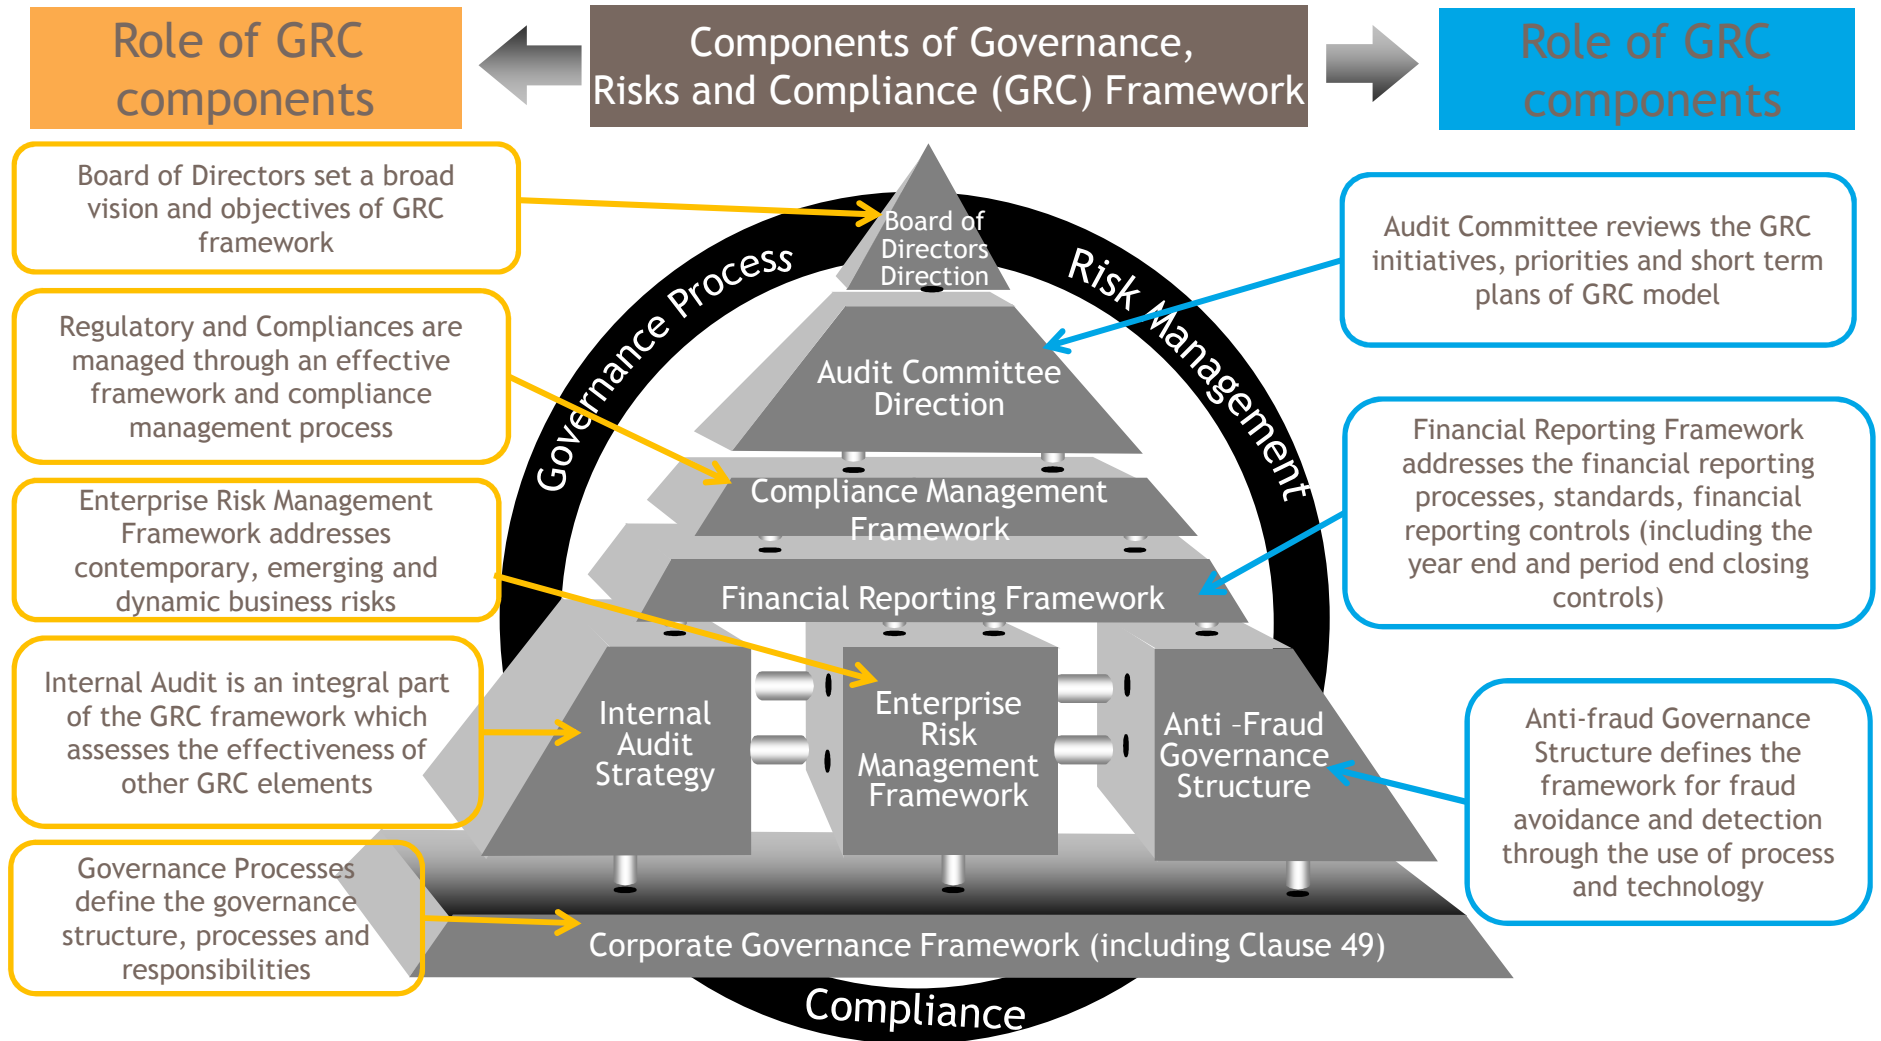 Role of GRC
components
Components of Governance,
Risks and Compliance (GRC) Framework
Role of GRC
components
Board of Directors set a broad
vision and objectives of GRC
framework
Regulatory and Compliances are
managed through an effective
framework and compliance
management process
Enterprise Risk Management
Framework addresses
contemporary, emerging and
dynamic business risks
Internal Audit is an integral part
of the GRC framework which
assesses the effectiveness of
other GRC elements
Governance Processes
define the governance
structure, processes and
responsibilities
Governance Process
Risk Management
Compliance
Board of
Directors
Direction
Audit Committee
Direction
Compliance Management
Framework
Financial Reporting Framework
Internal
Audit
Strategy
Enterprise
Risk
Management
Framework
Anti –Fraud
Governance
Structure
Corporate Governance Framework (including Clause 49)
Audit Committee reviews the GRC
initiatives, priorities and short term
plans of GRC model
Financial Reporting Framework
addresses the financial reporting
processes, standards, financial
reporting controls (including the
year end and period end closing
controls)
Anti-fraud Governance
Structure defines the
framework for fraud
avoidance and detection
through the use of process
and technology